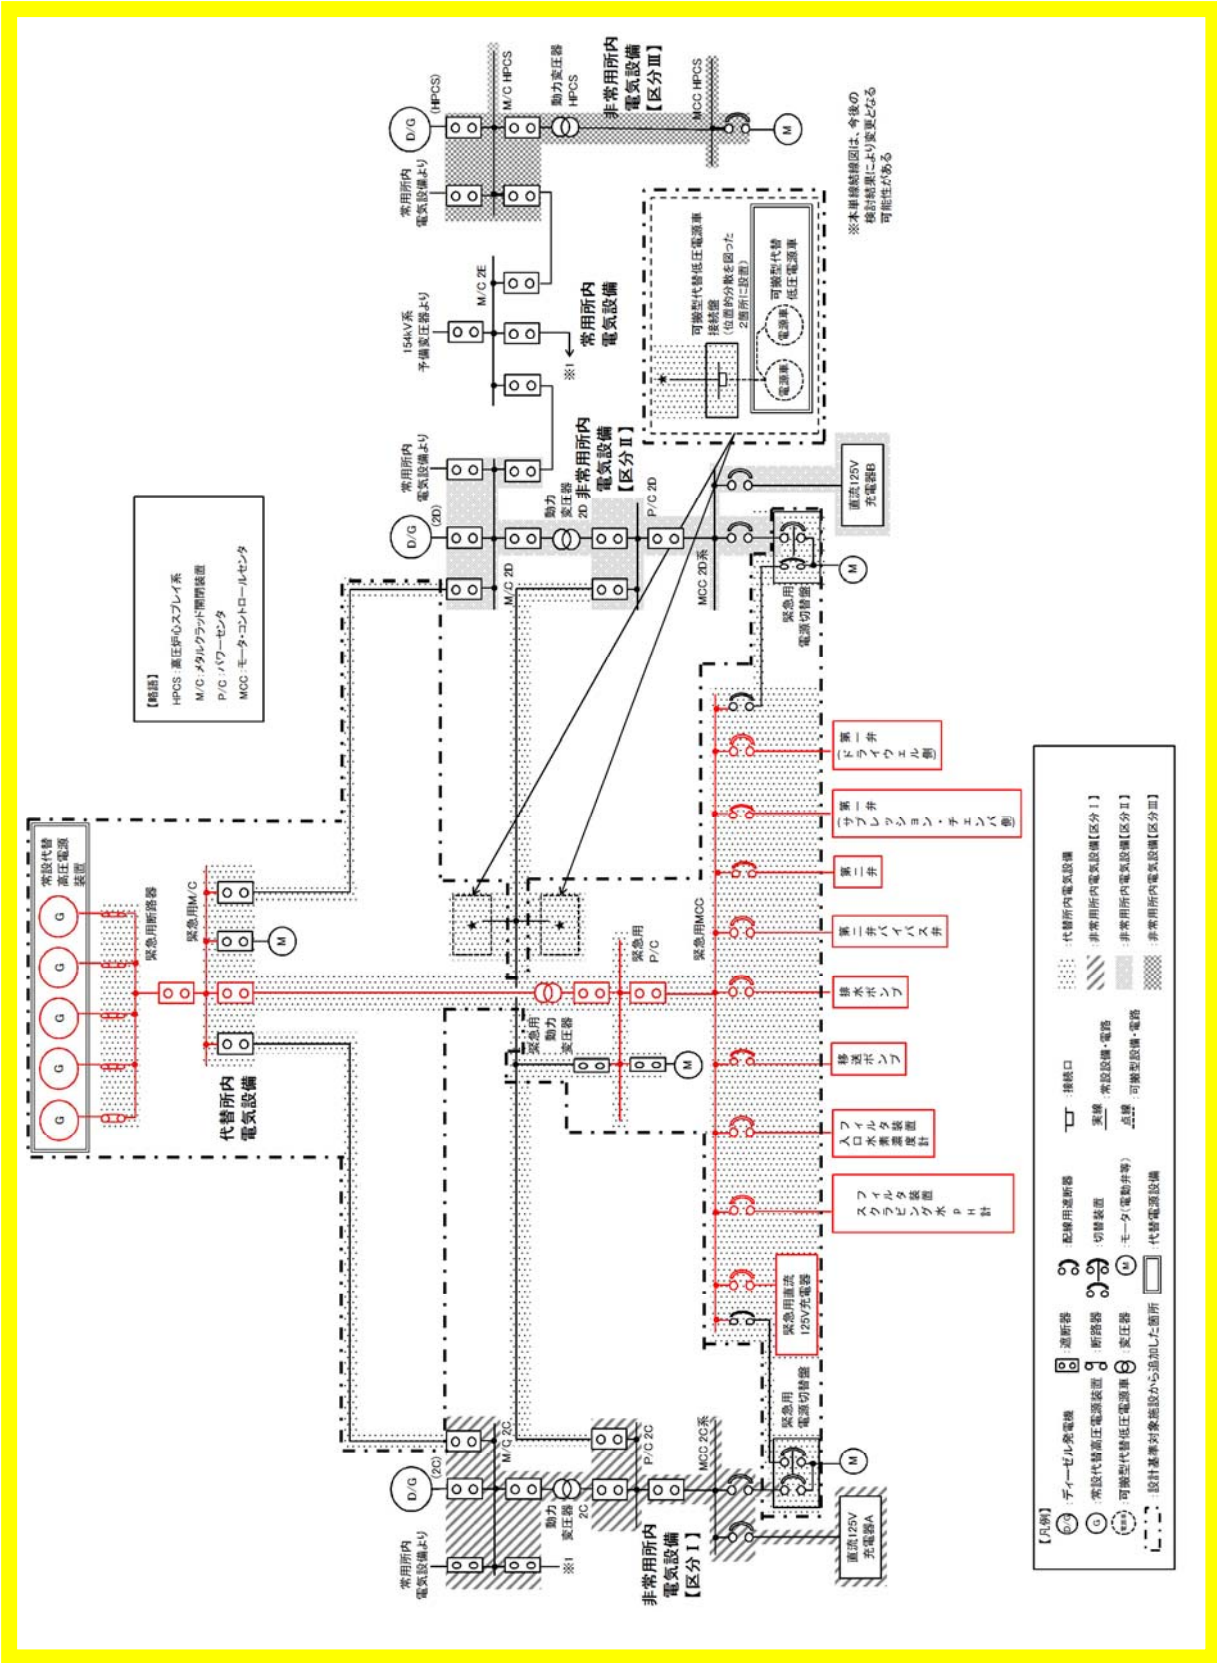 【略語】
HPCS：高圧炉心スプレイ系
M/C：メタルクラッド開閉装置
P/C：パワーセンタ
MCC：モータ・コントロールセンタ
常設代替
高圧電源
装置
G
G
G
G
G
緊急用断路器
緊急用M/C
M
代替所内
電気設備
常用所内
電気設備より
D/G
(2C)
M/C 2C
※1
動力
変圧器
2C
P/C 2C
非常用所内
電気設備
【区分Ⅰ】
MCC 2C系
緊急用
電源切替盤
M
直流125V
充電器A
緊急用
動力
変圧器
緊急用
P/C
M
★
★
緊急用MCC
緊急用直流
125V充電器
フィルタ装置
スクラビング水pH計
フィルタ装置
入口水素濃度計
移送ポンプ
排水ポンプ
第二弁バイパス弁
第二弁
第一弁
(サプレッション・チェンバ側)
第一弁
(ドライウェル側)
D/G
(2D)
常用所内
電気設備より
M/C 2D
動力
変圧器
2D
非常用所内
電気設備
【区分Ⅱ】
P/C 2D
MCC 2D系
緊急用
電源切替盤
M
直流125V
充電器B
154kV系
予備変圧器より
M/C 2E
※1
常用所内
電気設備
常用所内
電気設備より
D/G
(HPCS)
M/C HPCS
動力変圧器
HPCS
非常用所内
電気設備
【区分Ⅲ】
MCC HPCS
M
可搬型代替低圧電源車
接続盤
(位置的分散を図った
2箇所に設置)
★
可搬型代替
低圧電源車
電源車
電源車
※本単線結線図は、今後の
検討結果により変更となる
可能性がある
【凡例】
D/G：ディーゼル発電機
G：常設代替高圧電源装置
電源車：可搬型代替低圧電源車
：設計基準対象施設から追加した箇所
：遮断器
：断路器
：変圧器
：配線用遮断器
：切替装置
M：モータ(電動弁等)
：代替電源設備
：接続口
実線：常設設備・電路
点線：可搬型設備・電路
：代替所内電気設備
：非常用所内電気設備【区分Ⅰ】
：非常用所内電気設備【区分Ⅱ】
：非常用所内電気設備【区分Ⅲ】